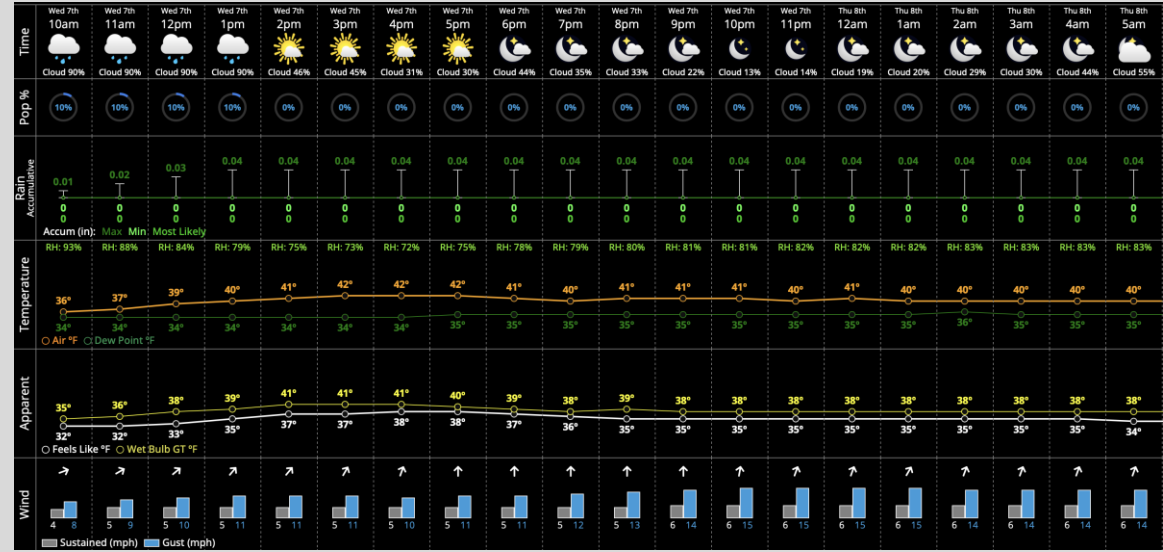 Time
Wed 7th Wed 7th Wed 7th Wed 7th Wed 7th Wed 7th Wed 7th Wed 7th Wed 7th Wed 7th Wed 7th Wed 7th Wed 7th Wed 7th Thu 8th Thu 8th Thu 8th Thu 8th Thu 8th Thu 8th
10am 11am 12pm 1pm 2pm 3pm 4pm 5pm 6pm 7pm 8pm 9pm 10pm 11pm 12am 1am 2am 3am 4am 5am
Cloud 90% Cloud 90% Cloud 90% Cloud 90% Cloud 46% Cloud 45% Cloud 31% Cloud 30% Cloud 44% Cloud 35% Cloud 33% Cloud 22% Cloud 13% Cloud 14% Cloud 19% Cloud 20% Cloud 29% Cloud 30% Cloud 44% Cloud 55%
Pop %
10% 10% 10% 10% 0% 0% 0% 0% 0% 0% 0% 0% 0% 0% 0% 0% 0% 0% 0% 0%
Rain
Accumulative
0.01 0.02 0.03 0.04 0.04 0.04 0.04 0.04 0.04 0.04 0.04 0.04 0.04 0.04 0.04 0.04 0.04 0.04 0.04 0.04
0 0 0 0 0 0 0 0 0 0 0 0 0 0 0 0 0 0 0 0
0 0 0 0 0 0 0 0 0 0 0 0 0 0 0 0 0 0 0 0
Accum (in): Max Min Most Likely
Temperature
RH: 93% RH: 88% RH: 84% RH: 79% RH: 75% RH: 73% RH: 72% RH: 75% RH: 78% RH: 79% RH: 80% RH: 81% RH: 81% RH: 82% RH: 82% RH: 82% RH: 83% RH: 83% RH: 83% RH: 83%
36° 37° 39° 40° 41° 42° 42° 42° 41° 40° 41° 41° 41° 40° 41° 40° 40° 40° 40° 40°
34° 34° 34° 34° 34° 34° 34° 35° 35° 35° 35° 35° 35° 35° 35° 35° 36° 35° 35° 35°
Air °F Dew Point °F
Apparent
35° 36° 38° 39° 41° 41° 41° 40° 39° 38° 39° 38° 38° 38° 38° 38° 38° 38° 38° 38°
32° 32° 33° 35° 37° 37° 38° 38° 37° 36° 35° 35° 35° 35° 35° 35° 35° 35° 35° 34°
Feels Like °F Wet Bulb GT °F
Wind
4 8 5 9 5 10 5 11 5 11 5 11 5 10 5 11 5 11 5 12 5 13 6 14 6 15 6 15 6 15 6 15 6 14 6 14 6 14 6 14
Sustained (mph) Gust (mph)